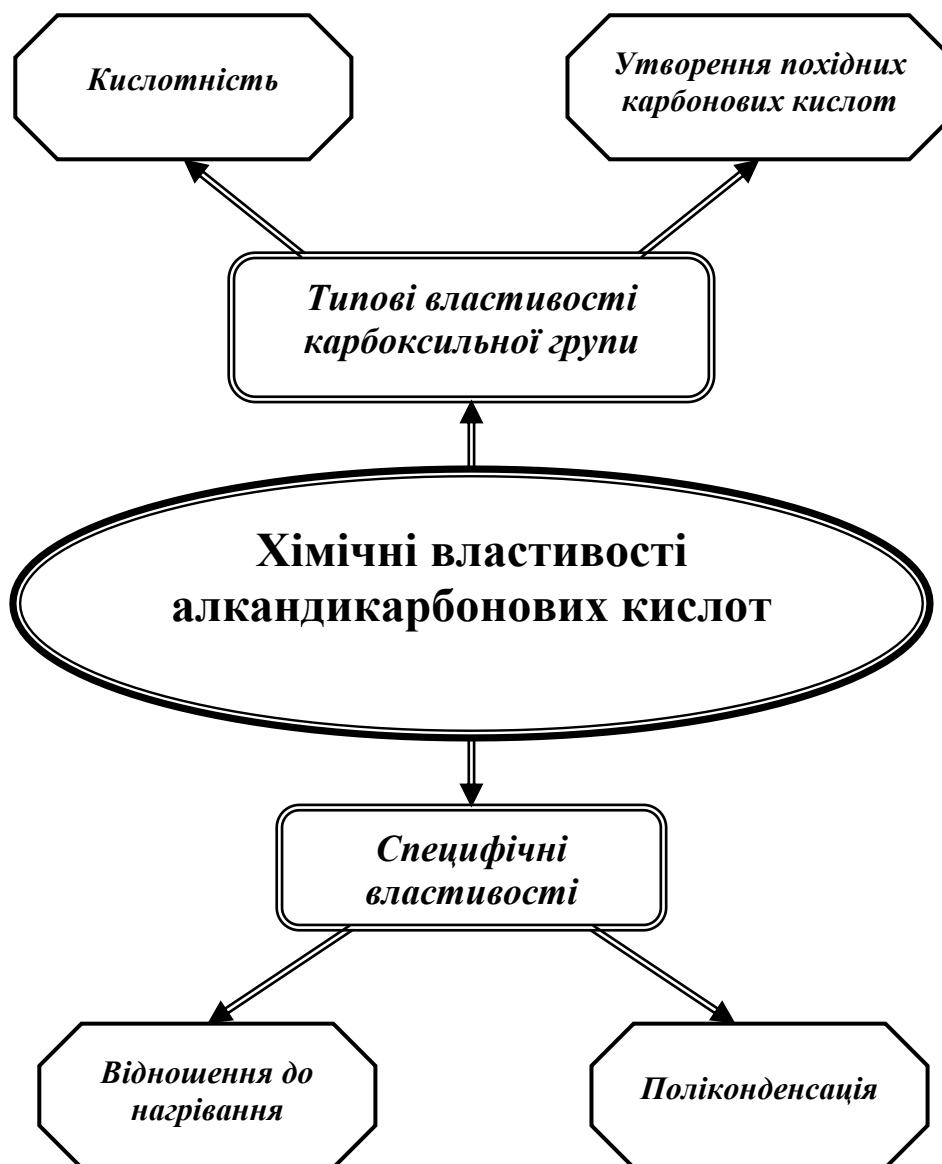 Кислотність
Утворення похідних
карбонових кислот
Типові властивості
карбоксильної групи
Хімічні властивості
алкандикарбонових кислот
Специфічні
властивості
Відношення до
нагрівання
Поліконденсація